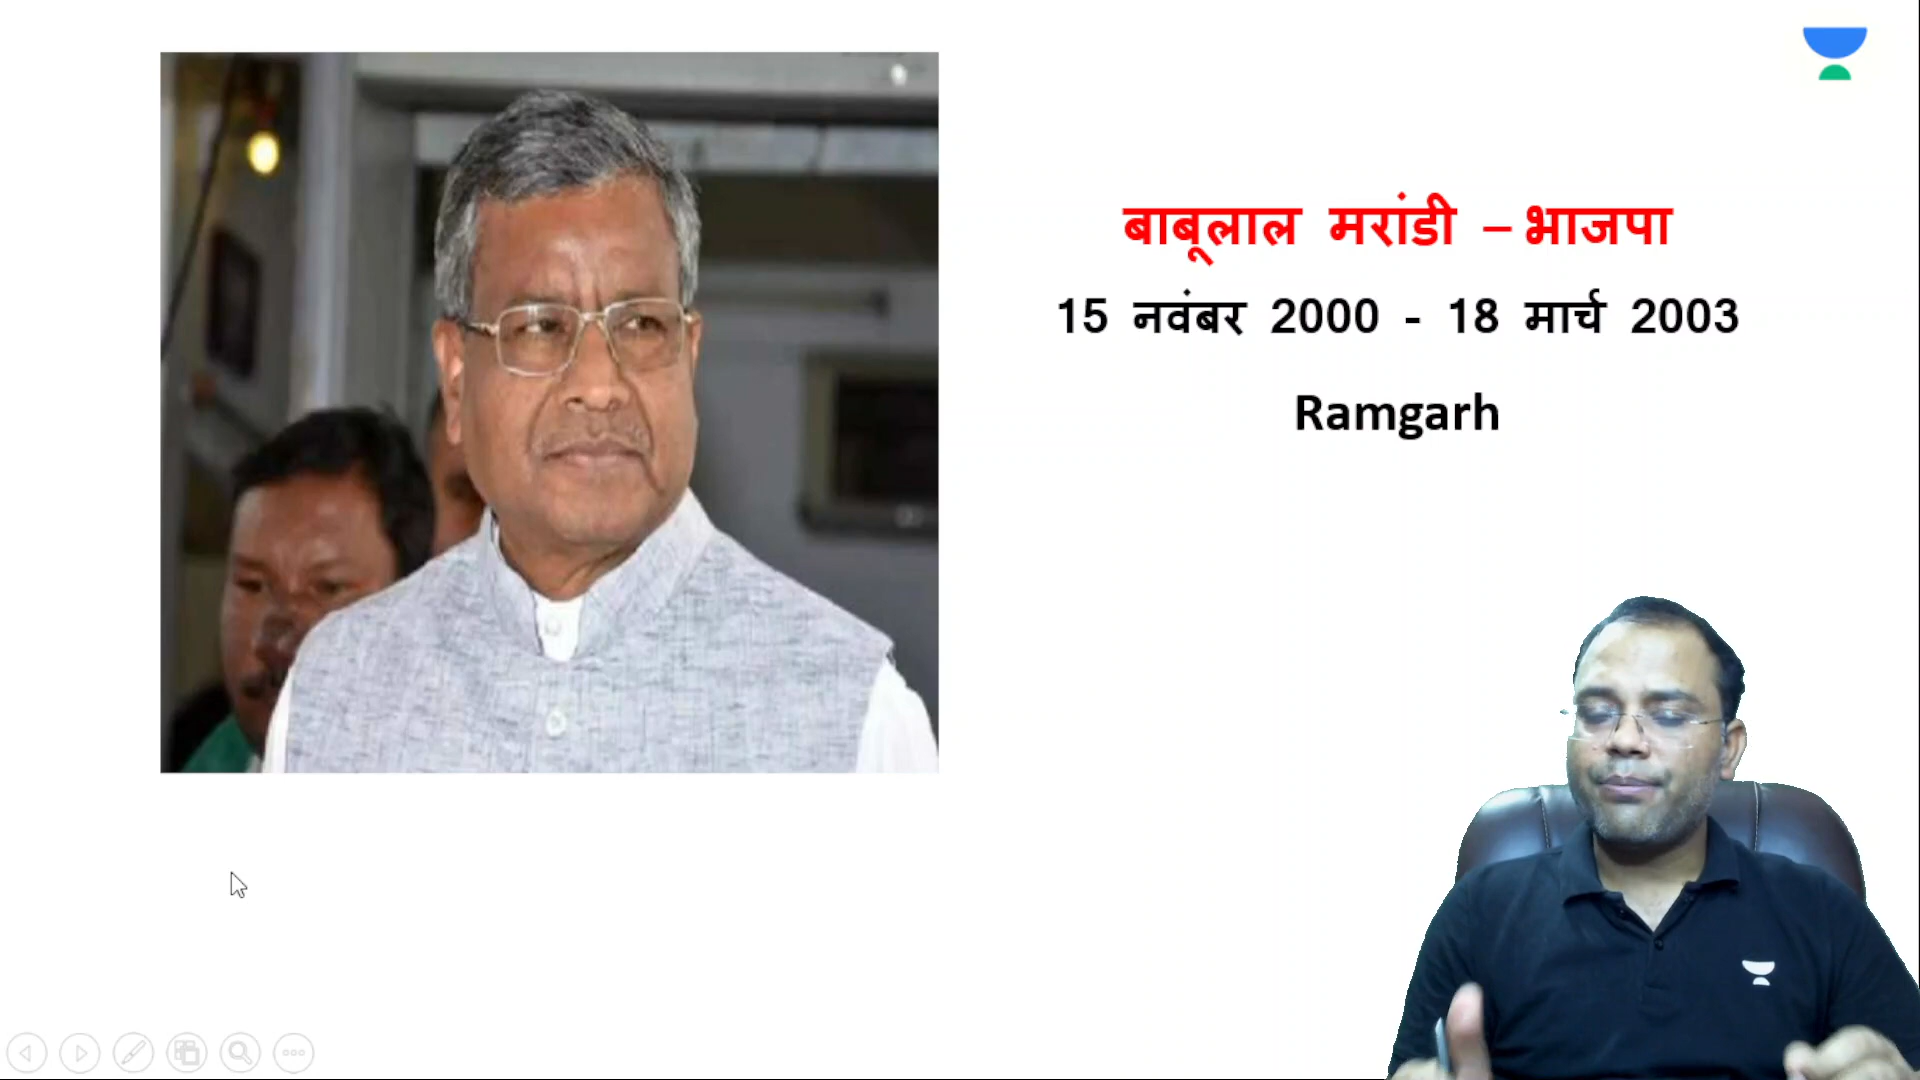 बाबूलाल मरांडी – भाजपा
15 नवंबर 2000 - 18 मार्च 2003
Ramgarh